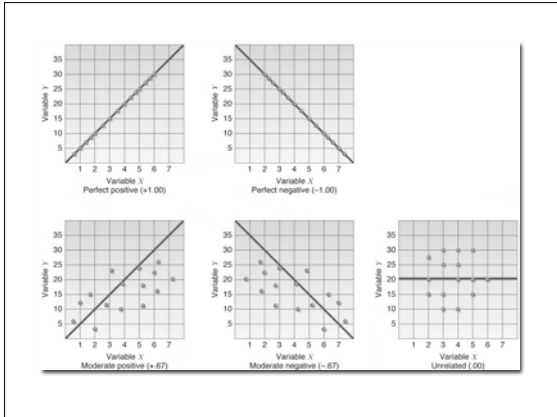 35
30
25
20
15
10
5
Variable Y
1 2 3 4 5 6 7
Variable X
Perfect positive (+1.00)
35
30
25
20
15
10
5
Variable Y
1 2 3 4 5 6 7
Variable X
Perfect negative (−1.00)
35
30
25
20
15
10
5
Variable Y
1 2 3 4 5 6 7
Variable X
Moderate positive (+.67)
35
30
25
20
15
10
5
Variable Y
1 2 3 4 5 6 7
Variable X
Moderate negative (−.67)
35
30
25
20
15
10
5
Variable Y
1 2 3 4 5 6 7
Variable X
Unrelated (.00)